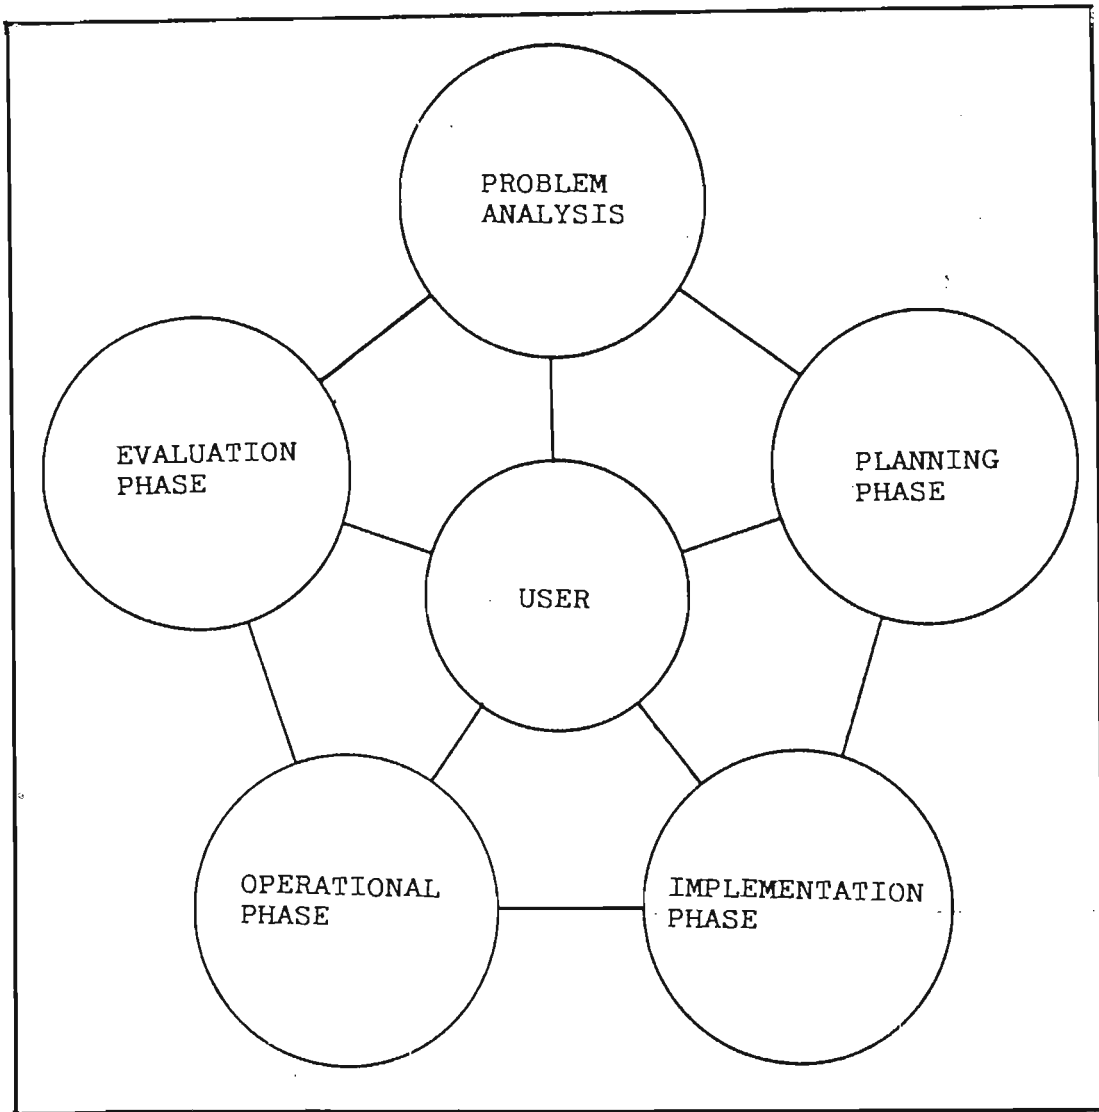 PROBLEM
ANALYSIS
EVALUATION
PHASE
PLANNING
PHASE
USER
OPERATIONAL
PHASE
IMPLEMENTATION
PHASE